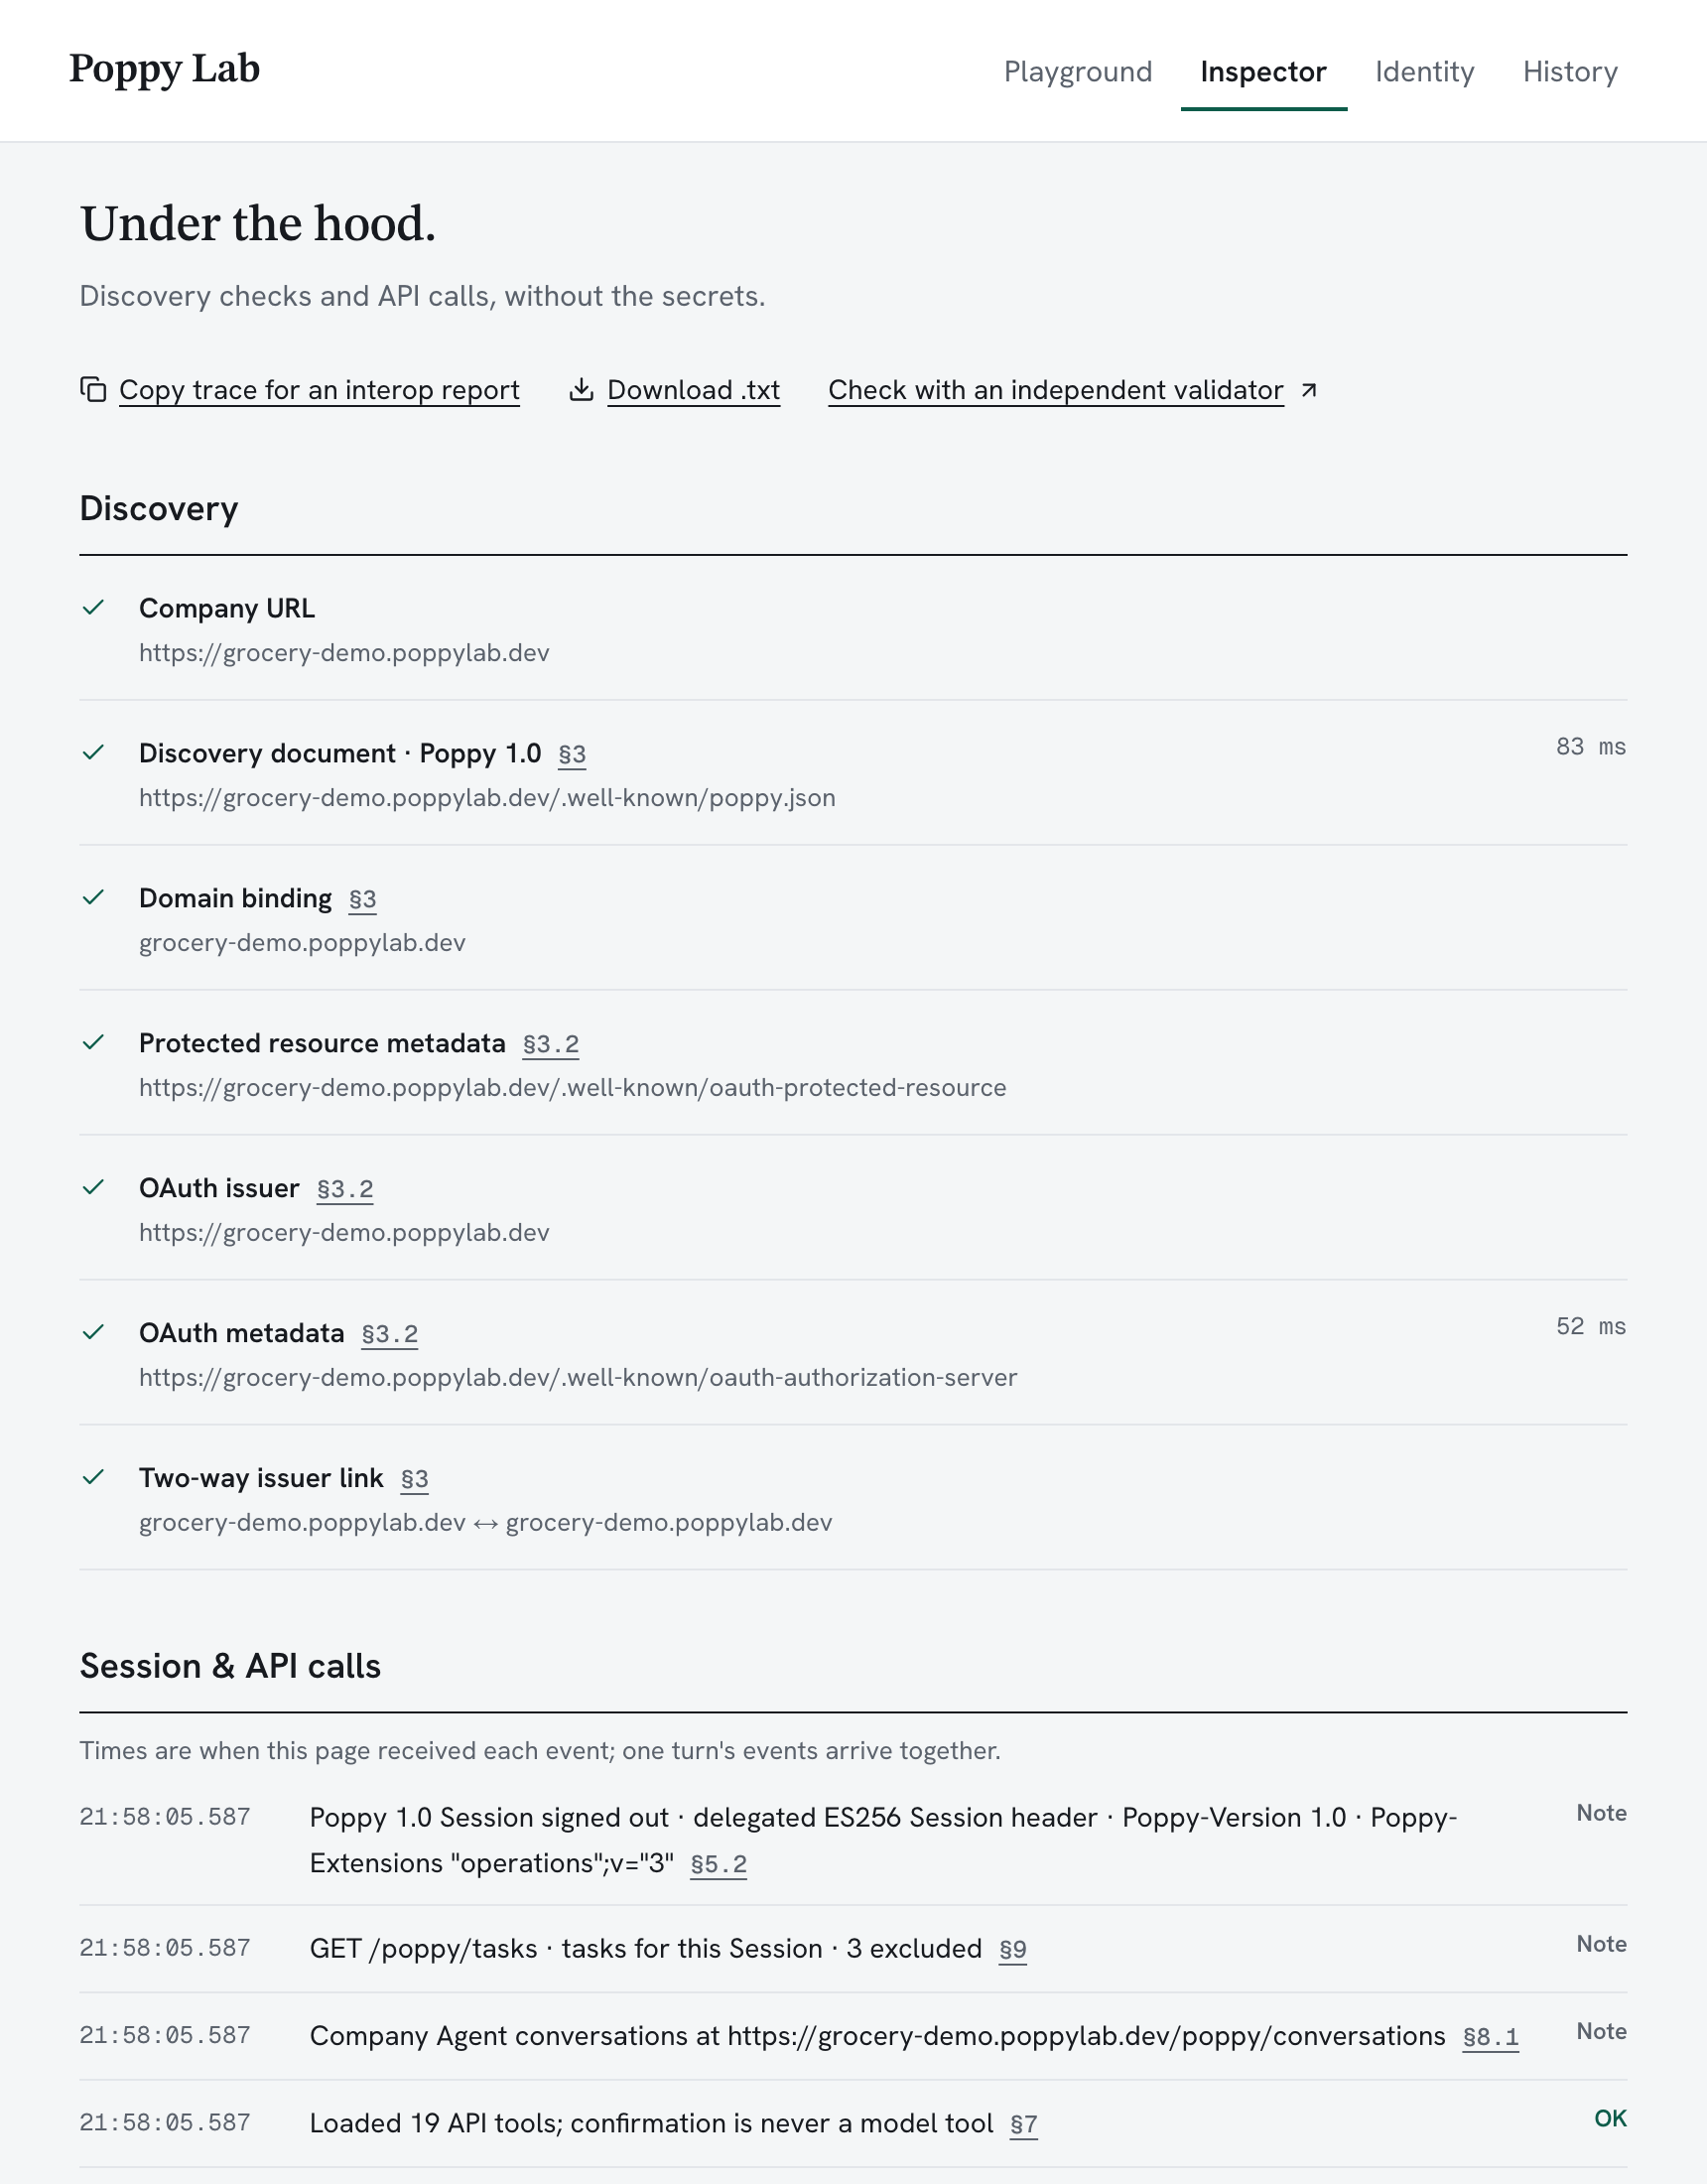 Poppy Lab
Playground
Inspector
Identity
History
Under the hood.
Discovery checks and API calls, without the secrets.
Copy trace for an interop report
Download .txt
Check with an independent validator ↗
Discovery
Company URL
https://grocery-demo.poppylab.dev
Discovery document · Poppy 1.0 §3
83 ms
https://grocery-demo.poppylab.dev/.well-known/poppy.json
Domain binding §3
grocery-demo.poppylab.dev
Protected resource metadata §3.2
https://grocery-demo.poppylab.dev/.well-known/oauth-protected-resource
OAuth issuer §3.2
https://grocery-demo.poppylab.dev
OAuth metadata §3.2
52 ms
https://grocery-demo.poppylab.dev/.well-known/oauth-authorization-server
Two-way issuer link §3
grocery-demo.poppylab.dev ↔ grocery-demo.poppylab.dev
Session & API calls
Times are when this page received each event; one turn's events arrive together.
21:58:05.587 Poppy 1.0 Session signed out · delegated ES256 Session header · Poppy-Version 1.0 · Poppy- Note
Extensions "operations";v="3" §5.2
21:58:05.587 GET /poppy/tasks · tasks for this Session · 3 excluded §9 Note
21:58:05.587 Company Agent conversations at https://grocery-demo.poppylab.dev/poppy/conversations §8.1 Note
21:58:05.587 Loaded 19 API tools; confirmation is never a model tool §7 OK